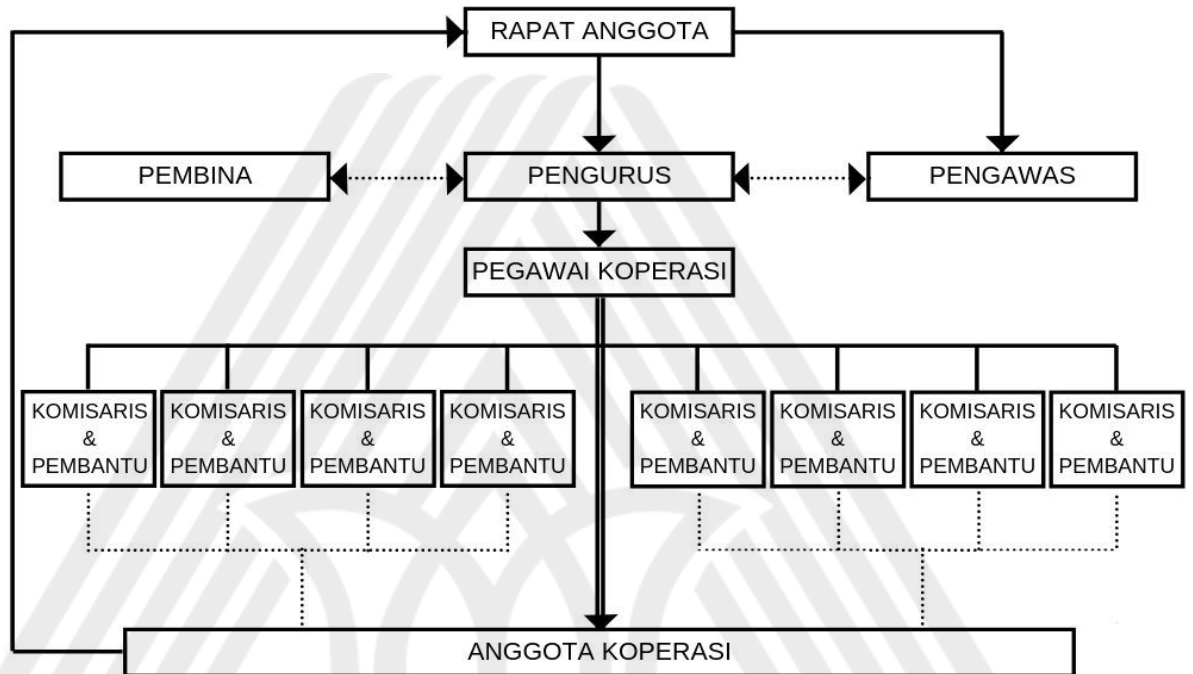 RAPAT ANGGOTA
PEMBINA
PENGURUS
PENGAWAS
PEGAWAI KOPERASI
KOMISARIS
&
PEMBANTU
KOMISARIS
&
PEMBANTU
KOMISARIS
&
PEMBANTU
KOMISARIS
&
PEMBANTU
KOMISARIS
&
PEMBANTU
KOMISARIS
&
PEMBANTU
KOMISARIS
&
PEMBANTU
KOMISARIS
&
PEMBANTU
ANGGOTA KOPERASI